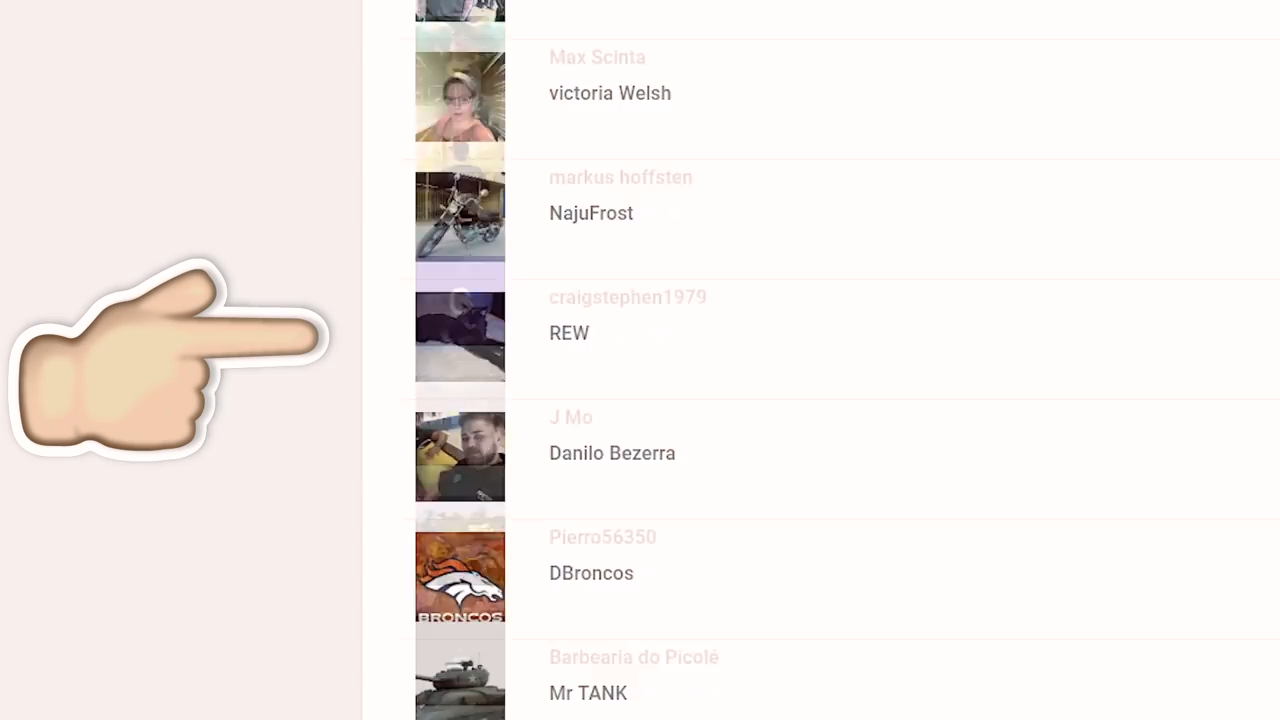 Max Scinta
victoria Welsh
markus hoffsten
NajuFrost
craigstephen1979
REW
J Mo
Danilo Bezerra
Pierro56350
DBroncos
BRONCOS
Barbearia do Picolé
Mr TANK